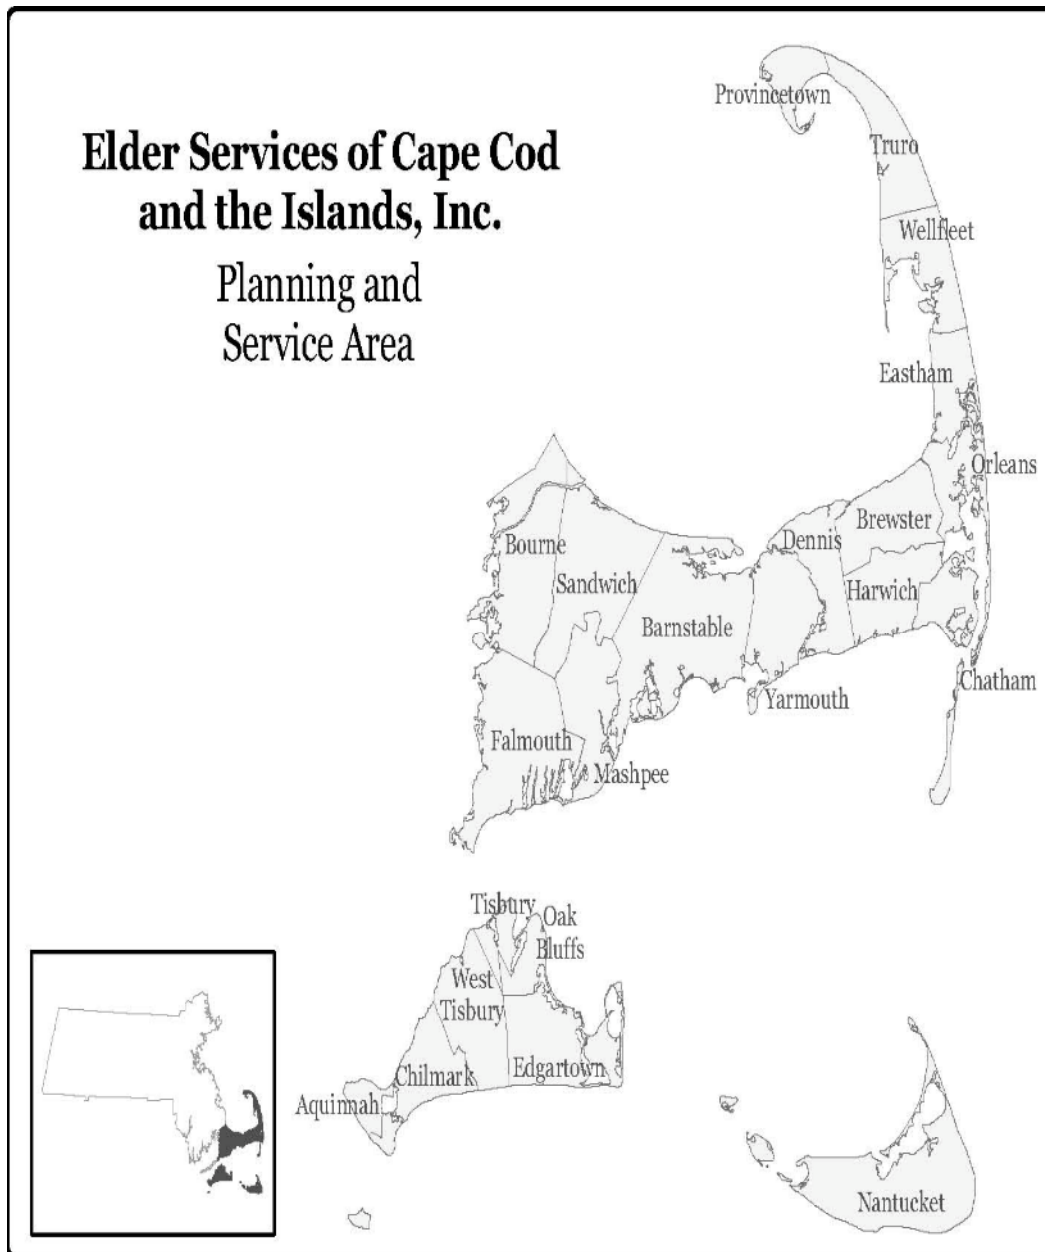 Elder Services of Cape Cod
and the Islands, Inc.
Planning and
Service Area
Provincetown
Truro
Wellfleet
Eastham
Orleans
Brewster
Dennis
Bourne
Sandwich
Harwich
Barnstable
Chatham
Yarmouth
Falmouth
Mashpee
Tisbury
Oak
Bluffs
West
Tisbury
Edgartown
Chilmark
Aquinnah
Nantucket